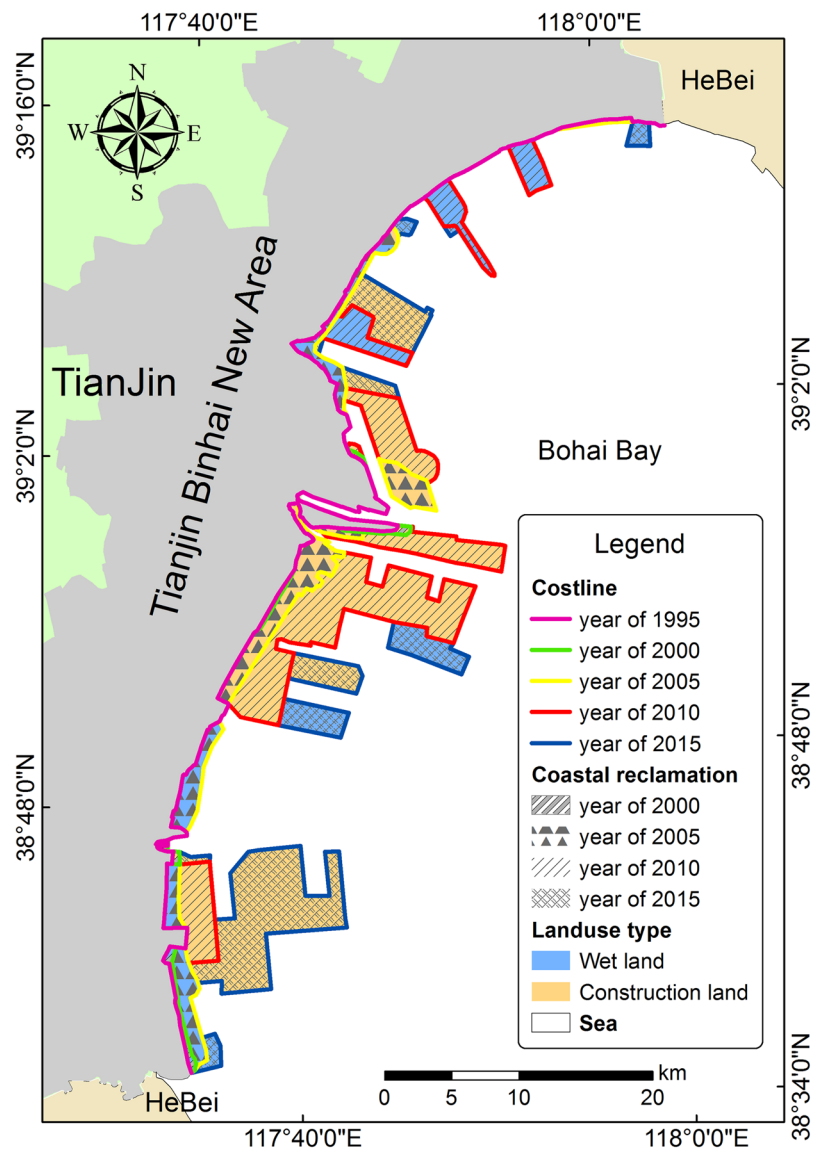 117°40'0"E
118°0'0"E
HeBei
39°16'0"N
N
W
E
S
Tianjin Binhai New Area
TianJin
39°2'0"N
39°2'0"N
Bohai Bay
Legend
Costline
year of 1995
year of 2000
year of 2005
year of 2010
year of 2015
Coastal reclamation
year of 2000
year of 2005
year of 2010
year of 2015
Landuse type
Wet land
Construction land
Sea
38°48'0"N
38°48'0"N
km
0 5 10 20
38°34'0"N
HeBei
117°40'0"E
118°0'0"E